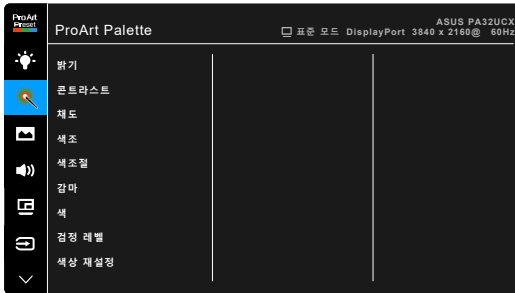 ProArt
Preset
ProArt Palette
ASUS PA32UCX
표준 모드 DisplayPort 3840 x 2160@ 60Hz
밝기
콘트라스트
채도
색조
색조절
감마
색
검정 레벨
색상 재설정